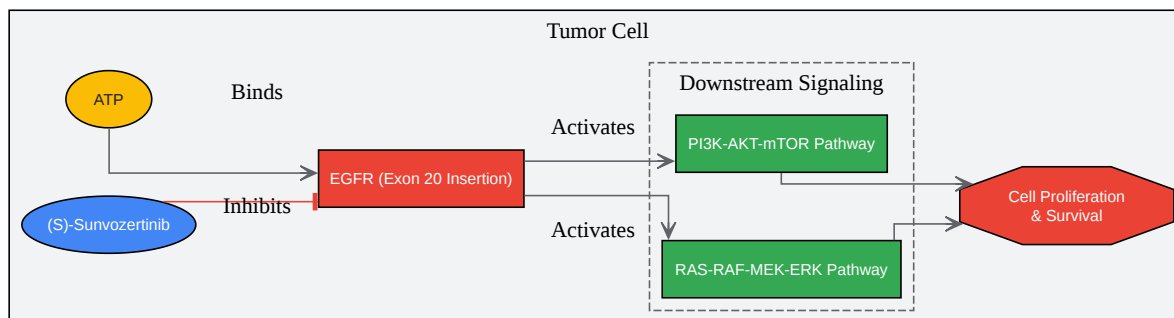 Tumor Cell
ATP
Binds
Downstream Signaling
Activates
PI3K-AKT-mTOR Pathway
EGFR (Exon 20 Insertion)
Cell Proliferation
& Survival
(S)-Sunvozertinib
Inhibits
Activates
RAS-RAF-MEK-ERK Pathway